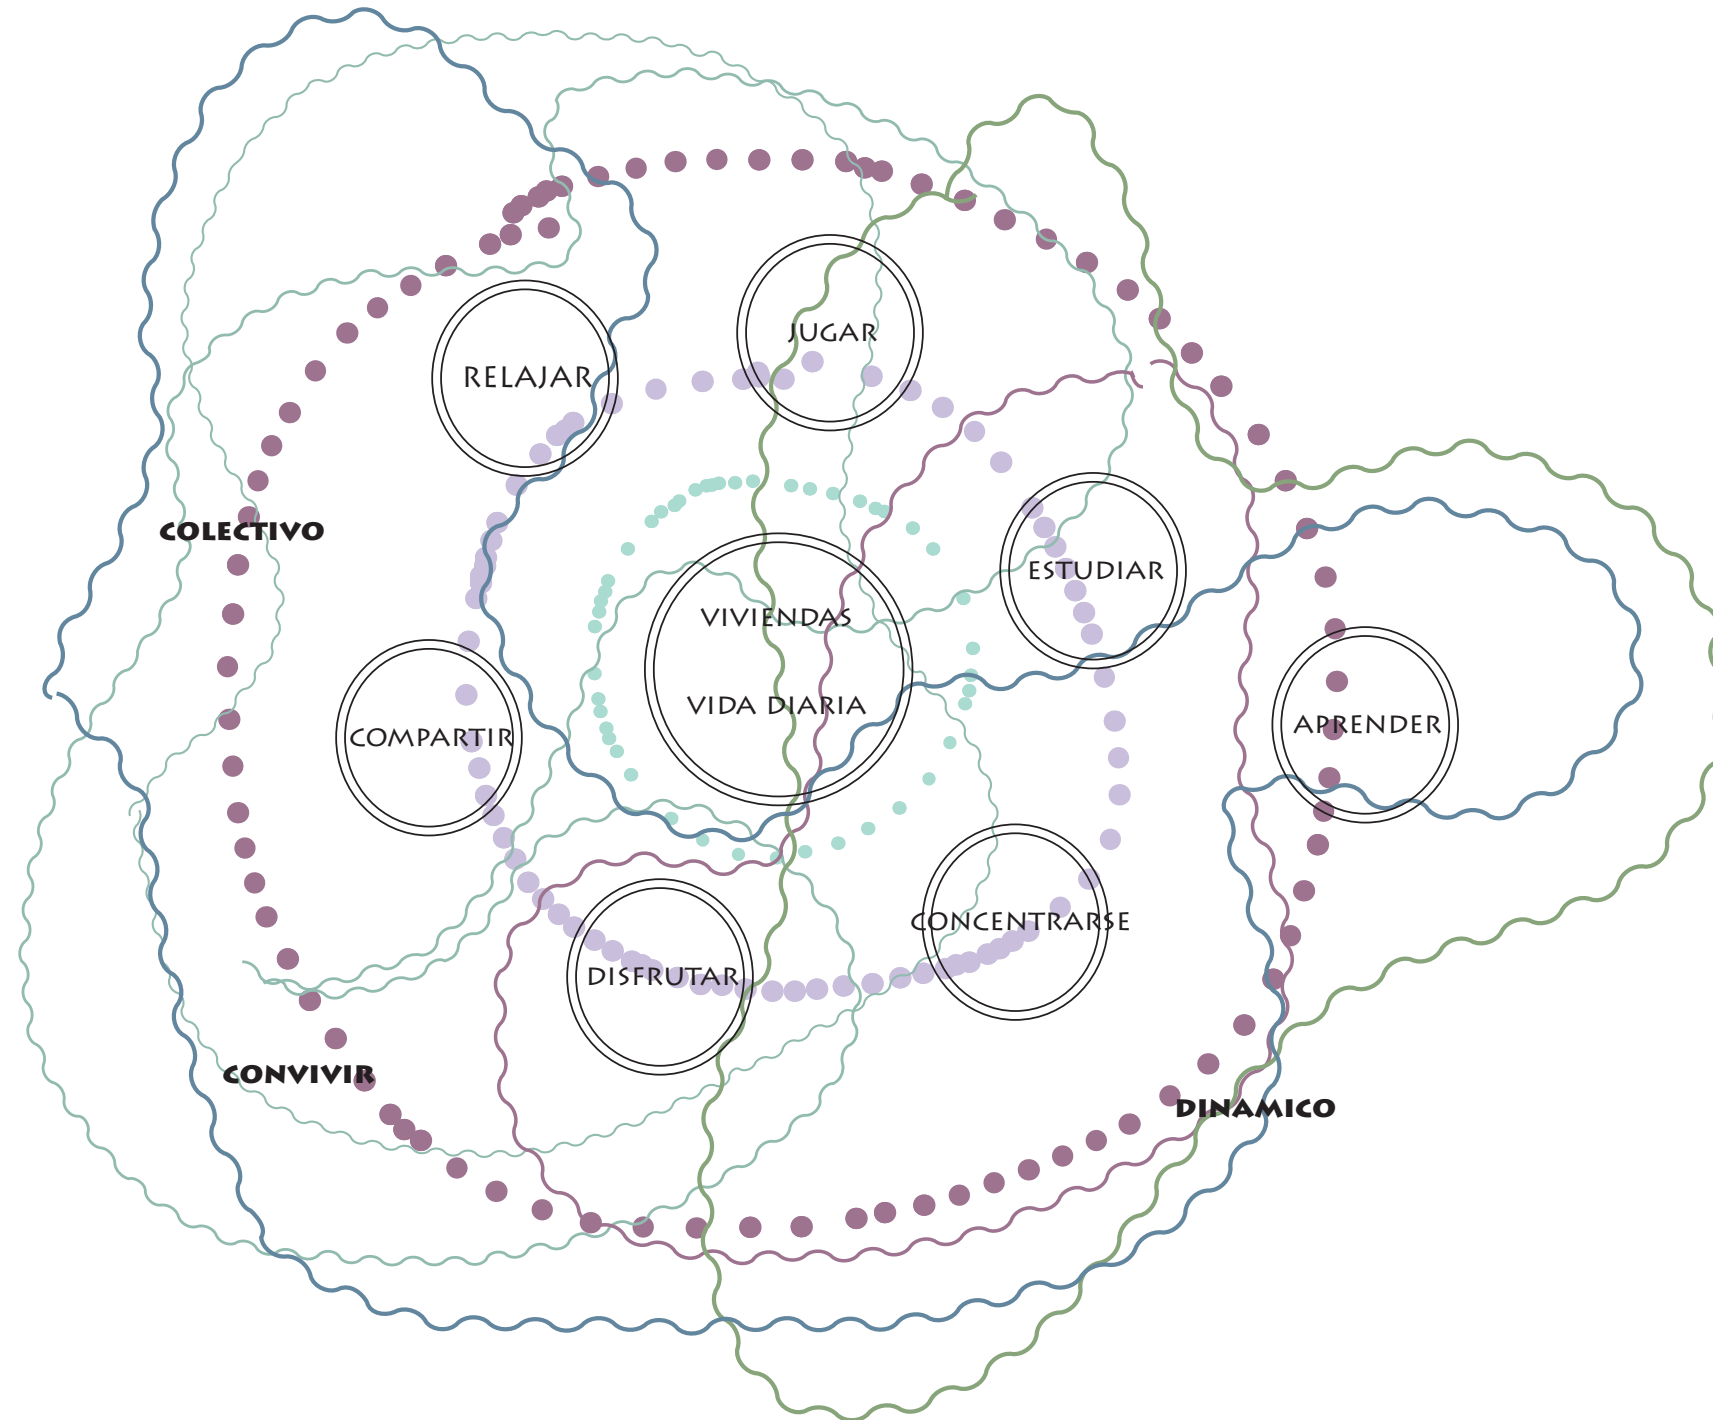 JUGAR
RELAJAR
COLECTIVO
ESTUDIAR
VIVIENDAS
VIDA DIARIA
APRENDER
COMPARTIR
CONCENTRARSE
DISFRUTAR
CONVIVIR
DINAMICO